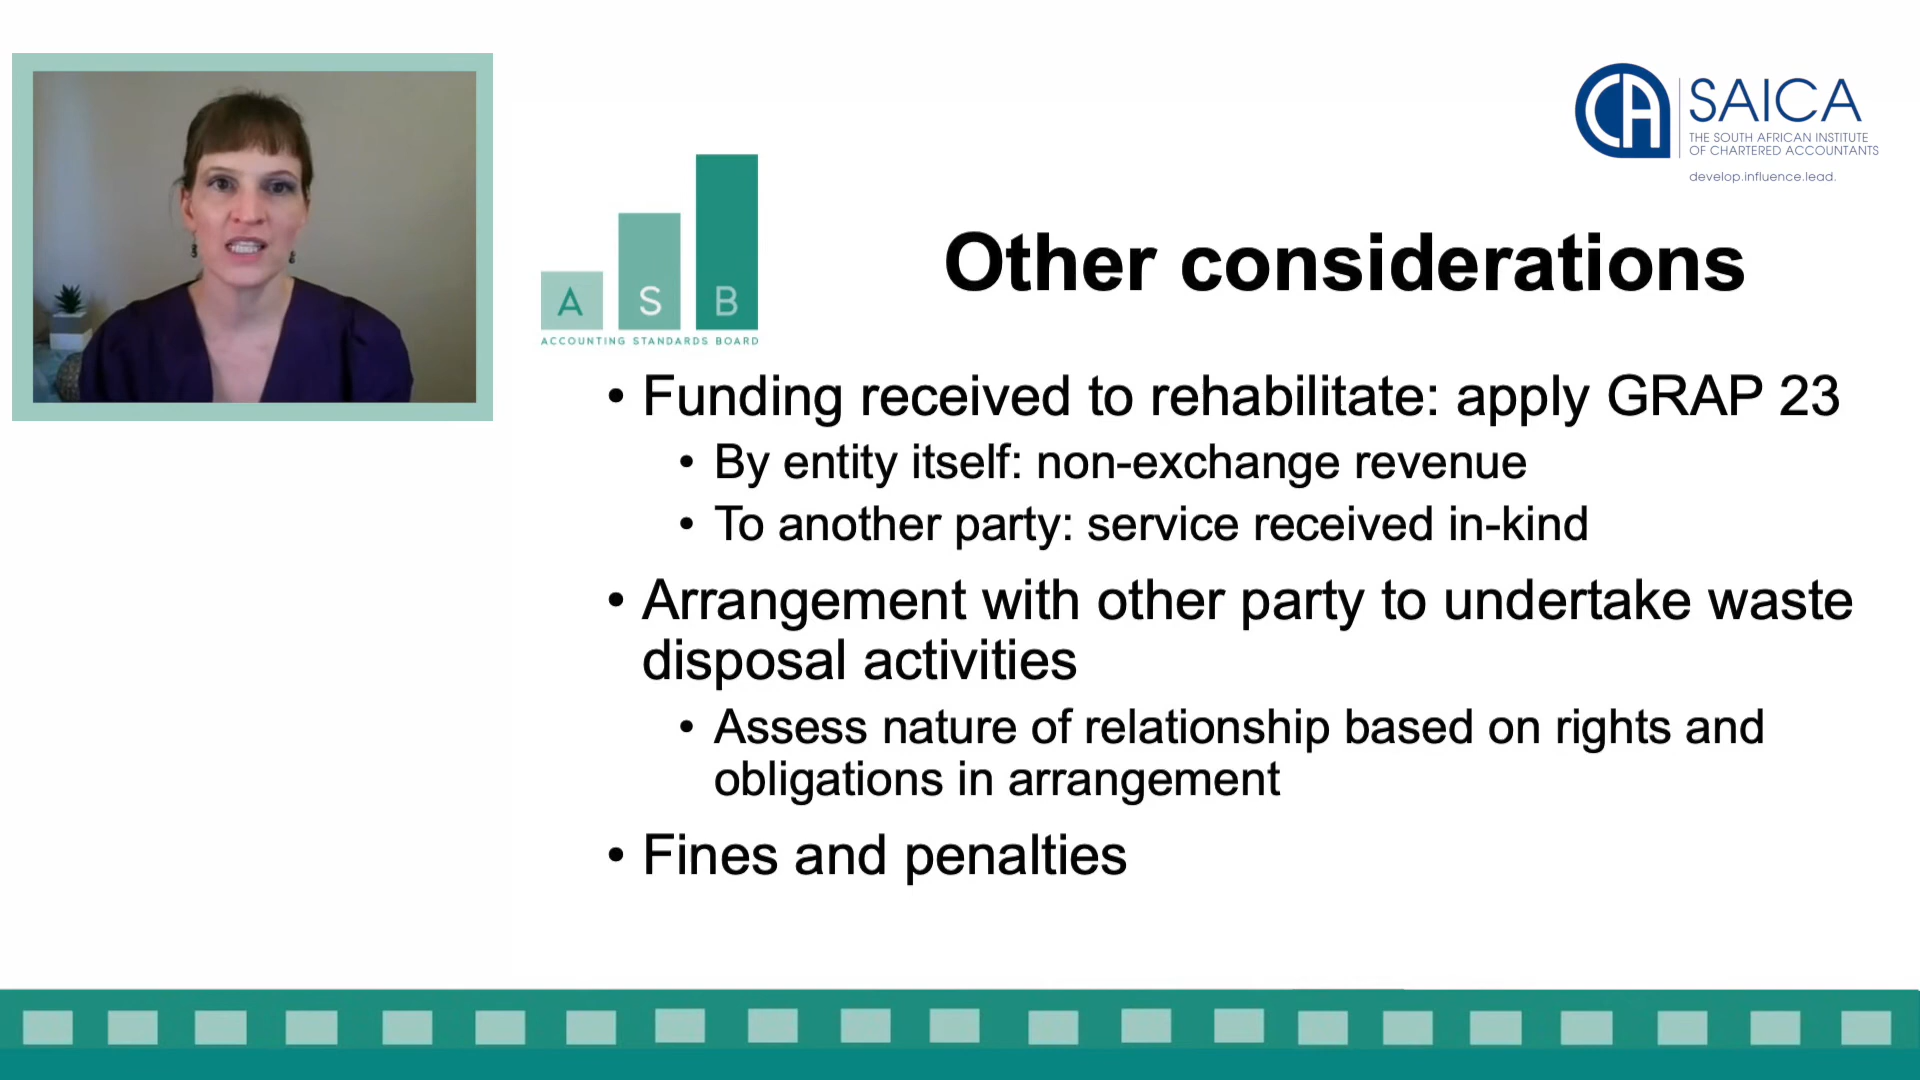 SAICA
THE SOUTH AFRICAN INSTITUTE
OF CHARTERED ACCOUNTANTS
develop.influence.lead.
A S B
ACCOUNTING STANDARDS BOARD
Other considerations
• Funding received to rehabilitate: apply GRAP 23
• By entity itself: non-exchange revenue
• To another party: service received in-kind
• Arrangement with other party to undertake waste
disposal activities
• Assess nature of relationship based on rights and
obligations in arrangement
• Fines and penalties